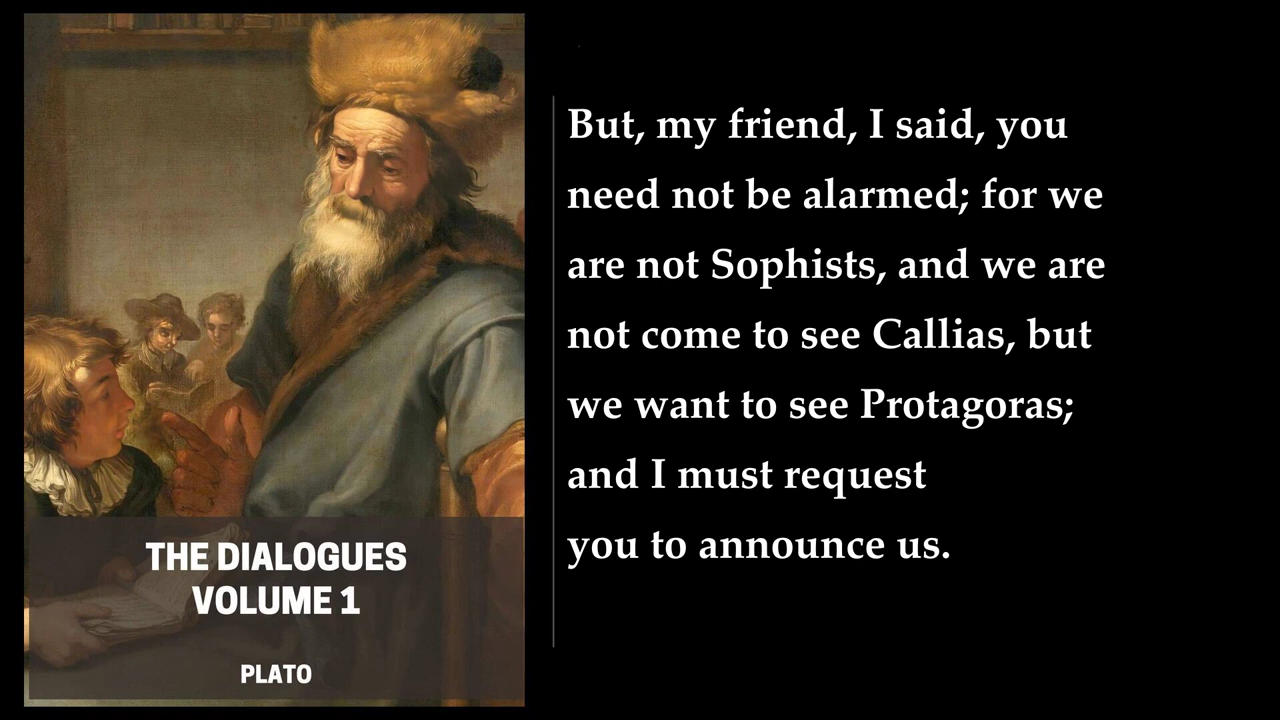 THE DIALOGUES
VOLUME 1
PLATO
But, my friend, I said, you
need not be alarmed; for we
are not Sophists, and we are
not come to see Callias, but
we want to see Protagoras;
and I must request
you to announce us.